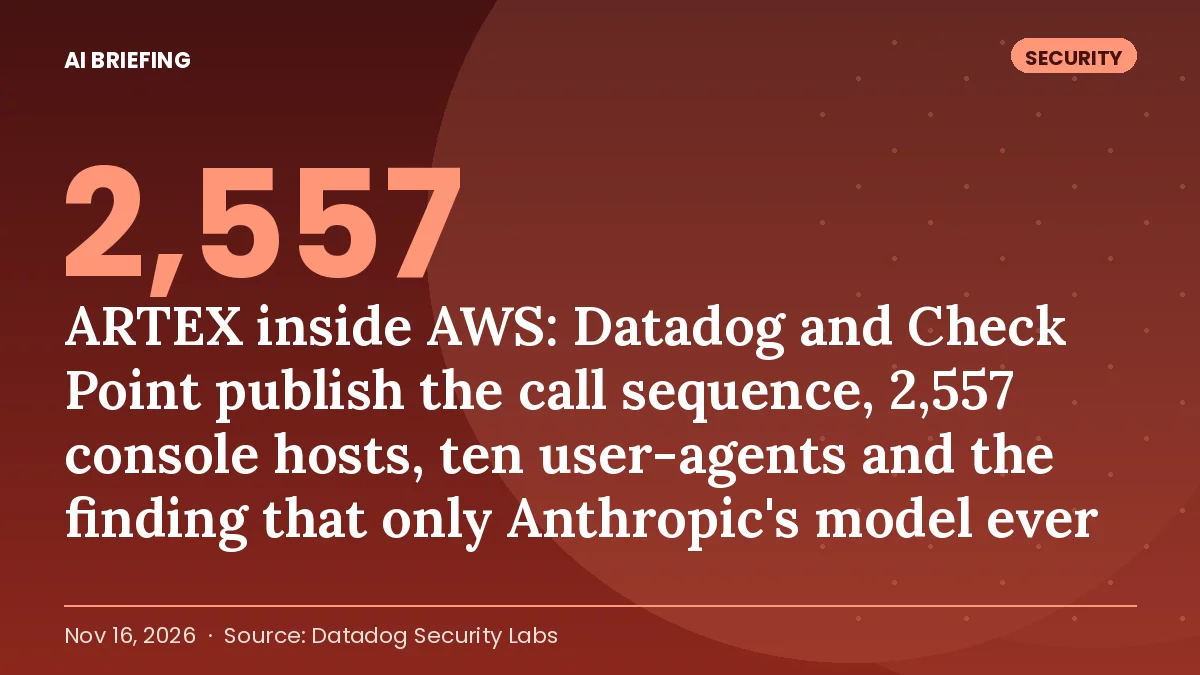 AI BRIEFING
SECURITY
2,557
ARTEX inside AWS: Datadog and Check
Point publish the call sequence, 2,557
console hosts, ten user-agents and the
finding that only Anthropic's model ever
Nov 16, 2026 · Source: Datadog Security Labs